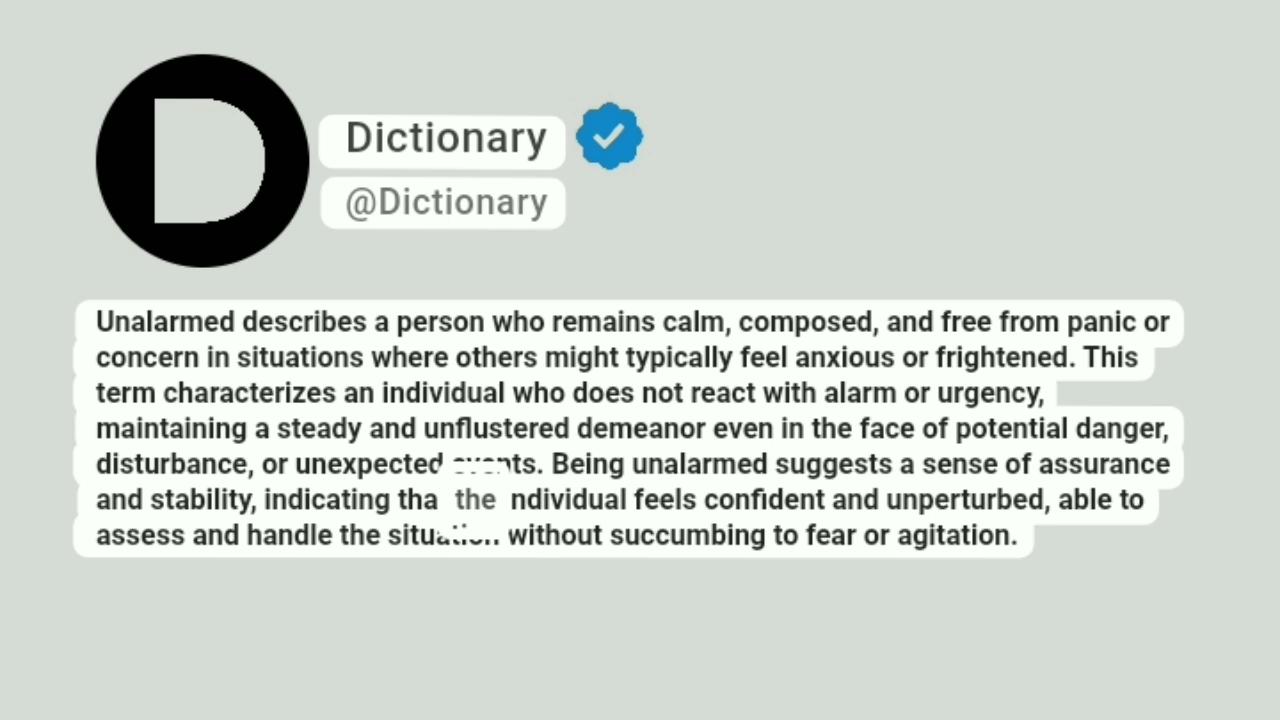 D
Dictionary
@Dictionary
Unalarmed describes a person who remains calm, composed, and free from panic or
concern in situations where others might typically feel anxious or frightened. This
term characterizes an individual who does not react with alarm or urgency,
maintaining a steady and unflustered demeanor even in the face of potential danger,
disturbance, or unexpected events. Being unalarmed suggests a sense of assurance
and stability, indicating tha the ndividual feels confident and unperturbed, able to
assess and handle the situation without succumbing to fear or agitation.